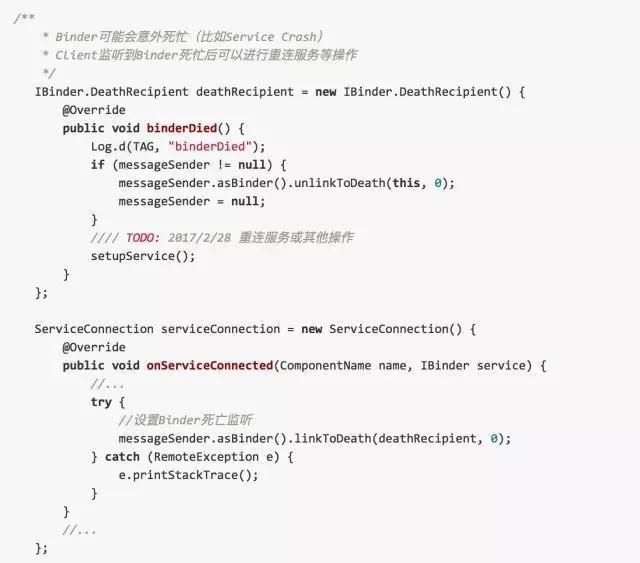 /**
* Binder可能会意外死忙（比如Service Crash）
* Client监听到Binder死忙后可以进行重连服务等操作
*/
IBinder.DeathRecipient deathRecipient = new IBinder.DeathRecipient() {
@Override
public void binderDied() {
Log.d(TAG, "binderDied");
if (messageSender != null) {
messageSender.asBinder().unlinkToDeath(this, 0);
messageSender = null;
}
//// TODO: 2017/2/28 重连服务或其他操作
setupService();
}
};
ServiceConnection serviceConnection = new ServiceConnection() {
@Override
public void onServiceConnected(ComponentName name, IBinder service) {
//...
try {
//设置Binder死亡监听
messageSender.asBinder().linkToDeath(deathRecipient, 0);
} catch (RemoteException e) {
e.printStackTrace();
}
}
//...
};